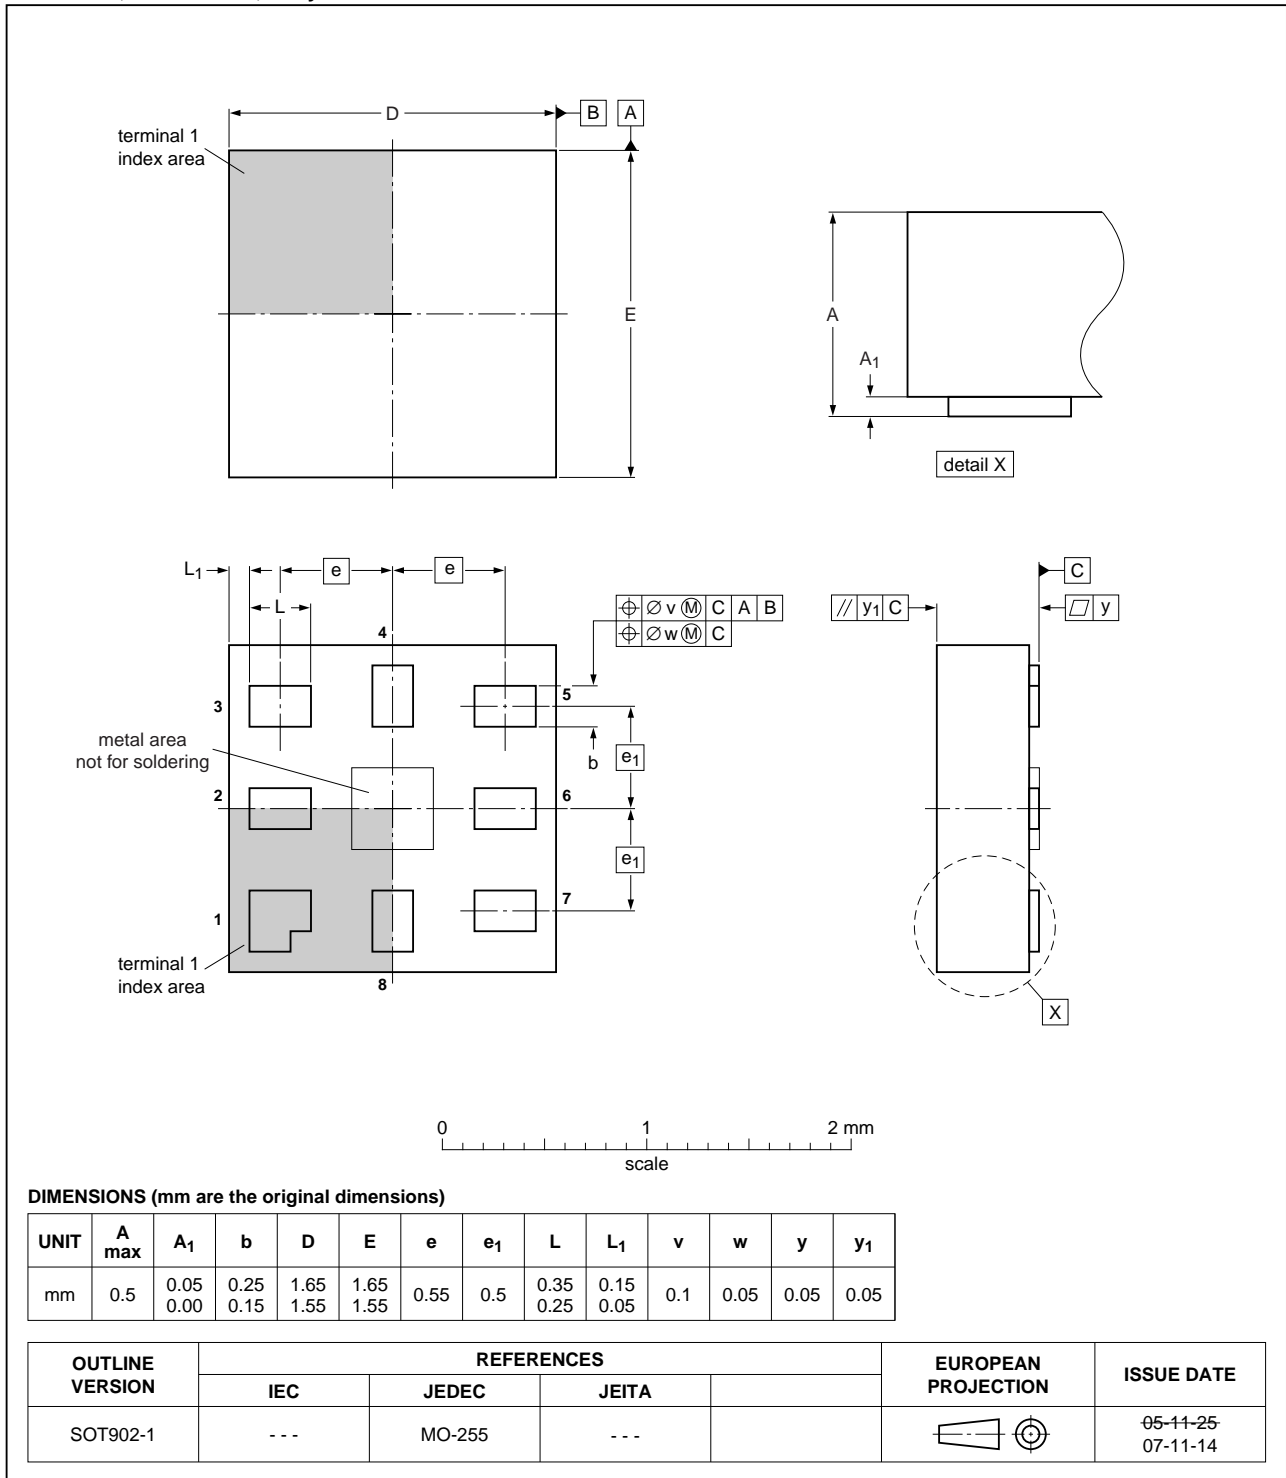 D
B
A
terminal 1
index area
E
A
A1
detail X
L1
e
e
L
4
⌖ ∅ v Ⓜ C A B
⌖ ∅ w Ⓜ C
// y1 C
C
▱ y
3
5
metal area
not for soldering
b
e1
2
6
e1
1
7
terminal 1
index area
8
X
0 1 2 mm
scale
DIMENSIONS (mm are the original dimensions)
UNIT A max A1 b D E e e1 L L1 v w y y1
mm 0.5 0.05 0.00 0.25 0.15 1.65 1.55 1.65 1.55 0.55 0.5 0.35 0.25 0.15 0.05 0.1 0.05 0.05 0.05
OUTLINE VERSION REFERENCES EUROPEAN PROJECTION ISSUE DATE
IEC JEDEC JEITA
SOT902-1 - - - MO-255 - - - 05-11-25
07-11-14